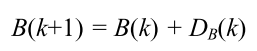 B(k+1) = B(k) + D_B(k)